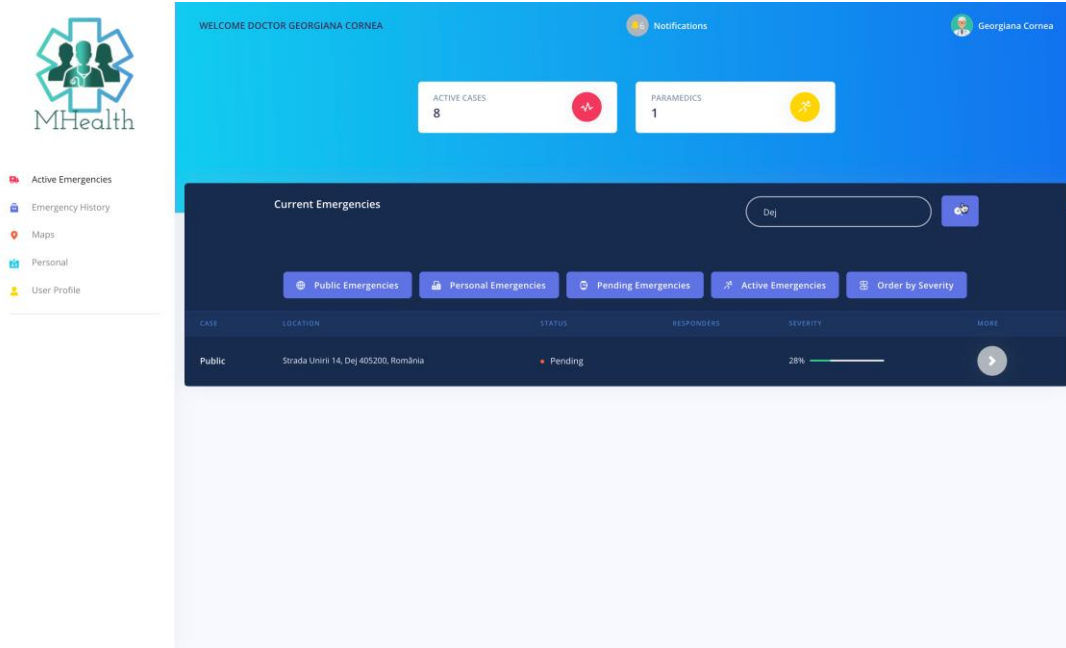 MHealth
Active Emergencies
Emergency History
Maps
Personal
User Profile
WELCOME DOCTOR GEORGIANA CORNEA
6 Notifications
Georgiana Cornea
ACTIVE CASES
8
PARAMEDICS
1
Current Emergencies
Dej
Public Emergencies
Personal Emergencies
Pending Emergencies
Active Emergencies
Order by Severity
CASE LOCATION STATUS RESPONDERS SEVERITY MORE
Public Strada Unirii 14, Dej 405200, România Pending 28%